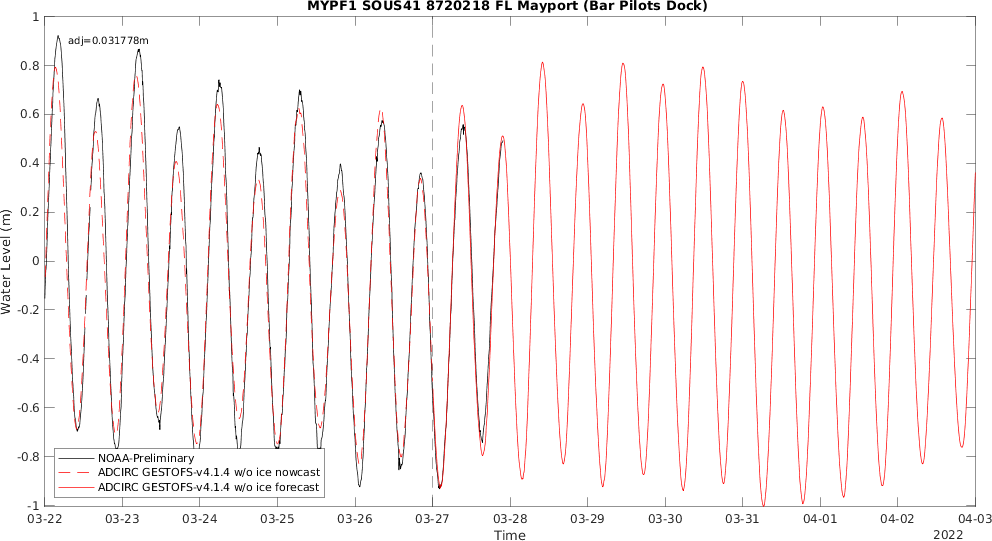 MYPF1 SOUS41 8720218 FL Mayport (Bar Pilots Dock)
adj=0.031778m
1
0.8
0.6
0.4
0.2
0
-0.2
-0.4
-0.6
-0.8
-1
Water Level (m)
NOAA-Preliminary
ADCIRC GESTOFS-v4.1.4 w/o ice nowcast
ADCIRC GESTOFS-v4.1.4 w/o ice forecast
03-22 03-23 03-24 03-25 03-26 03-27 03-28 03-29 03-30 03-31 04-01 04-02 04-03
Time
2022